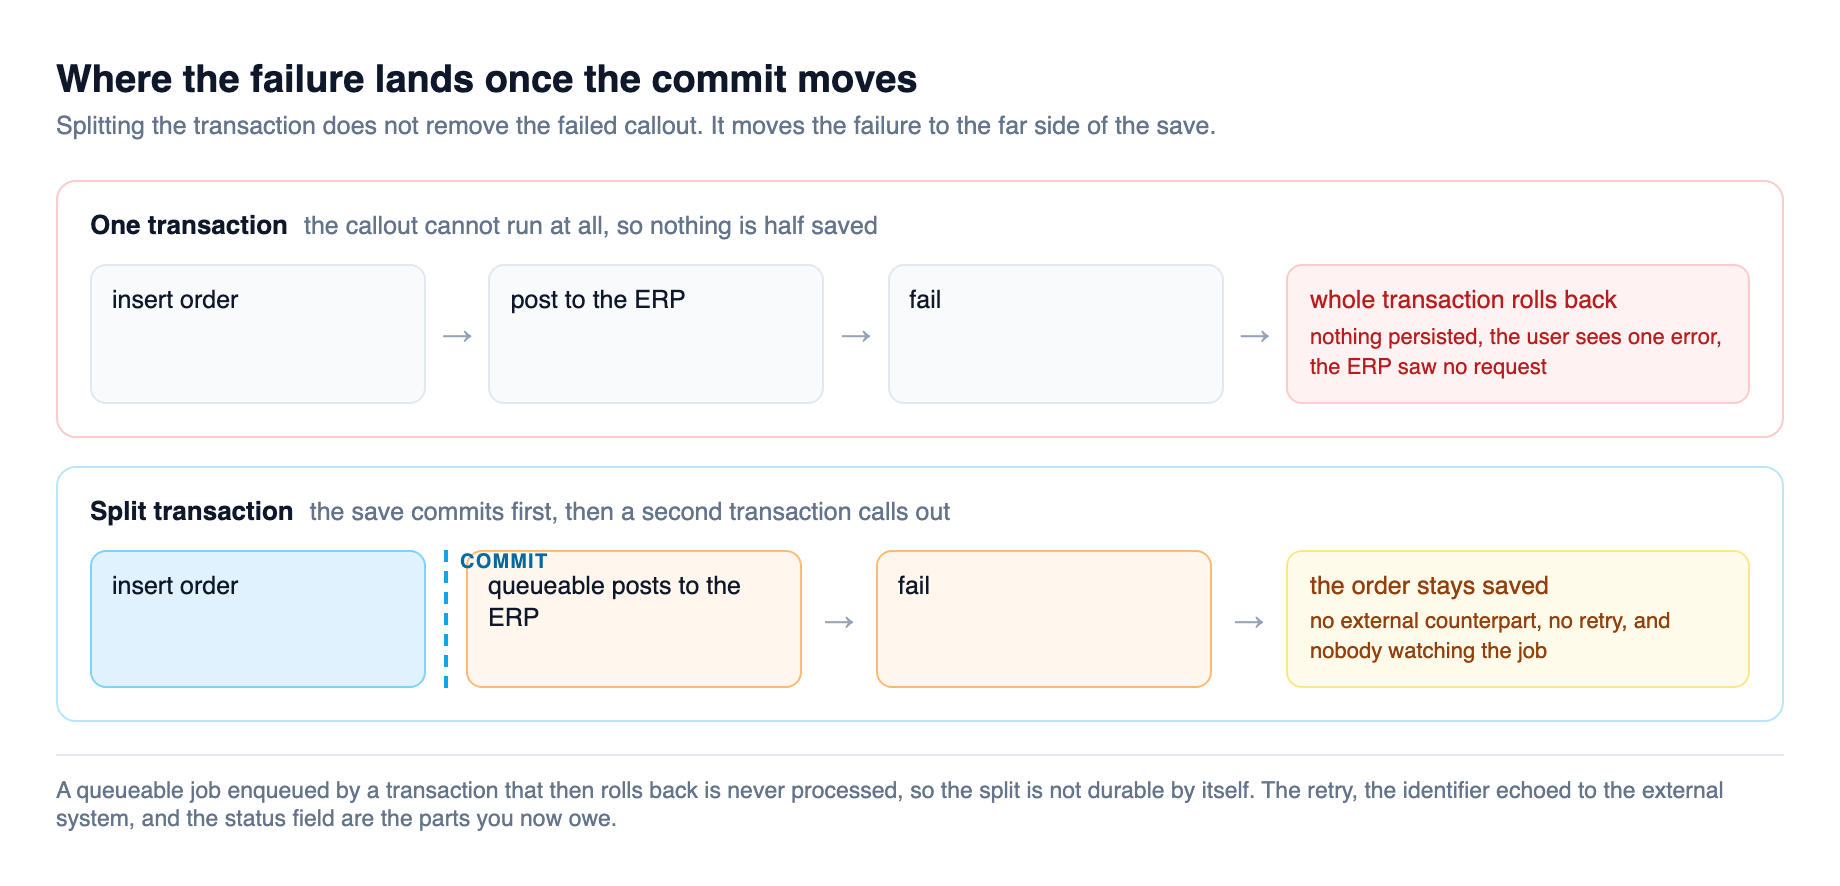 Where the failure lands once the commit moves
Splitting the transaction does not remove the failed callout. It moves the failure to the far side of the save.
One transaction the callout cannot run at all, so nothing is half saved
insert order
post to the ERP
fail
whole transaction rolls back
nothing persisted, the user sees one error,
the ERP saw no request
Split transaction the save commits first, then a second transaction calls out
insert order
COMMIT
queueable posts to the
ERP
fail
the order stays saved
no external counterpart, no retry, and
nobody watching the job
A queueable job enqueued by a transaction that then rolls back is never processed, so the split is not durable by itself. The retry, the identifier echoed to the external
system, and the status field are the parts you now owe.